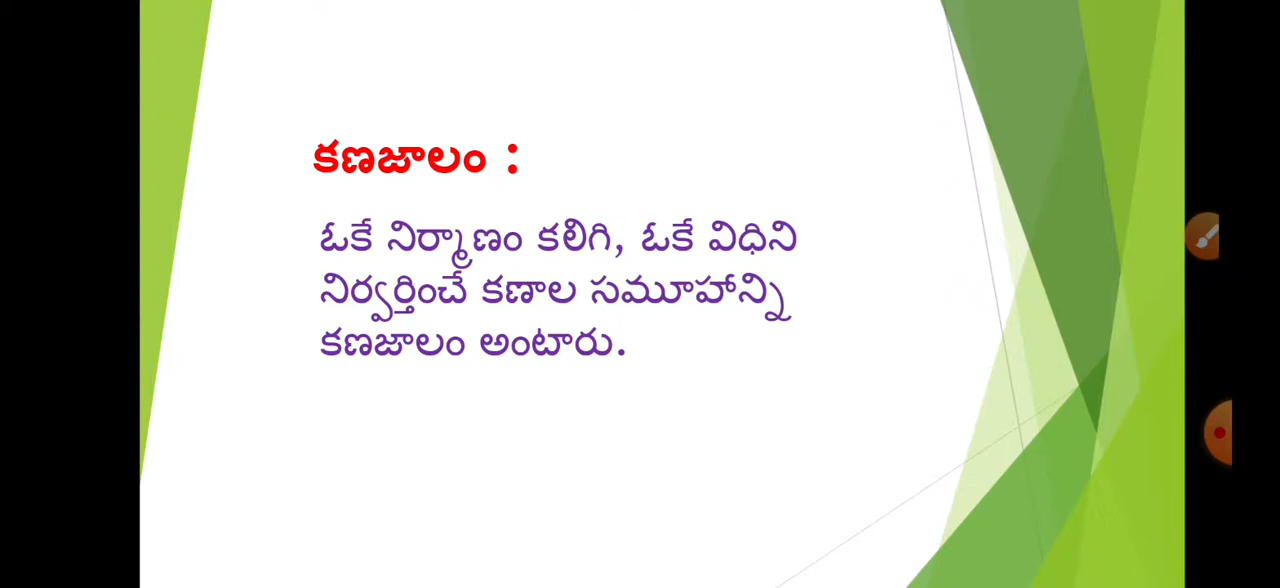 కణజాలం :
ఓకే నిర్మాణం కలిగి, ఓకే విధిని
నిర్వర్తించే కణాల సమూహాన్ని
కణజాలం అంటారు.